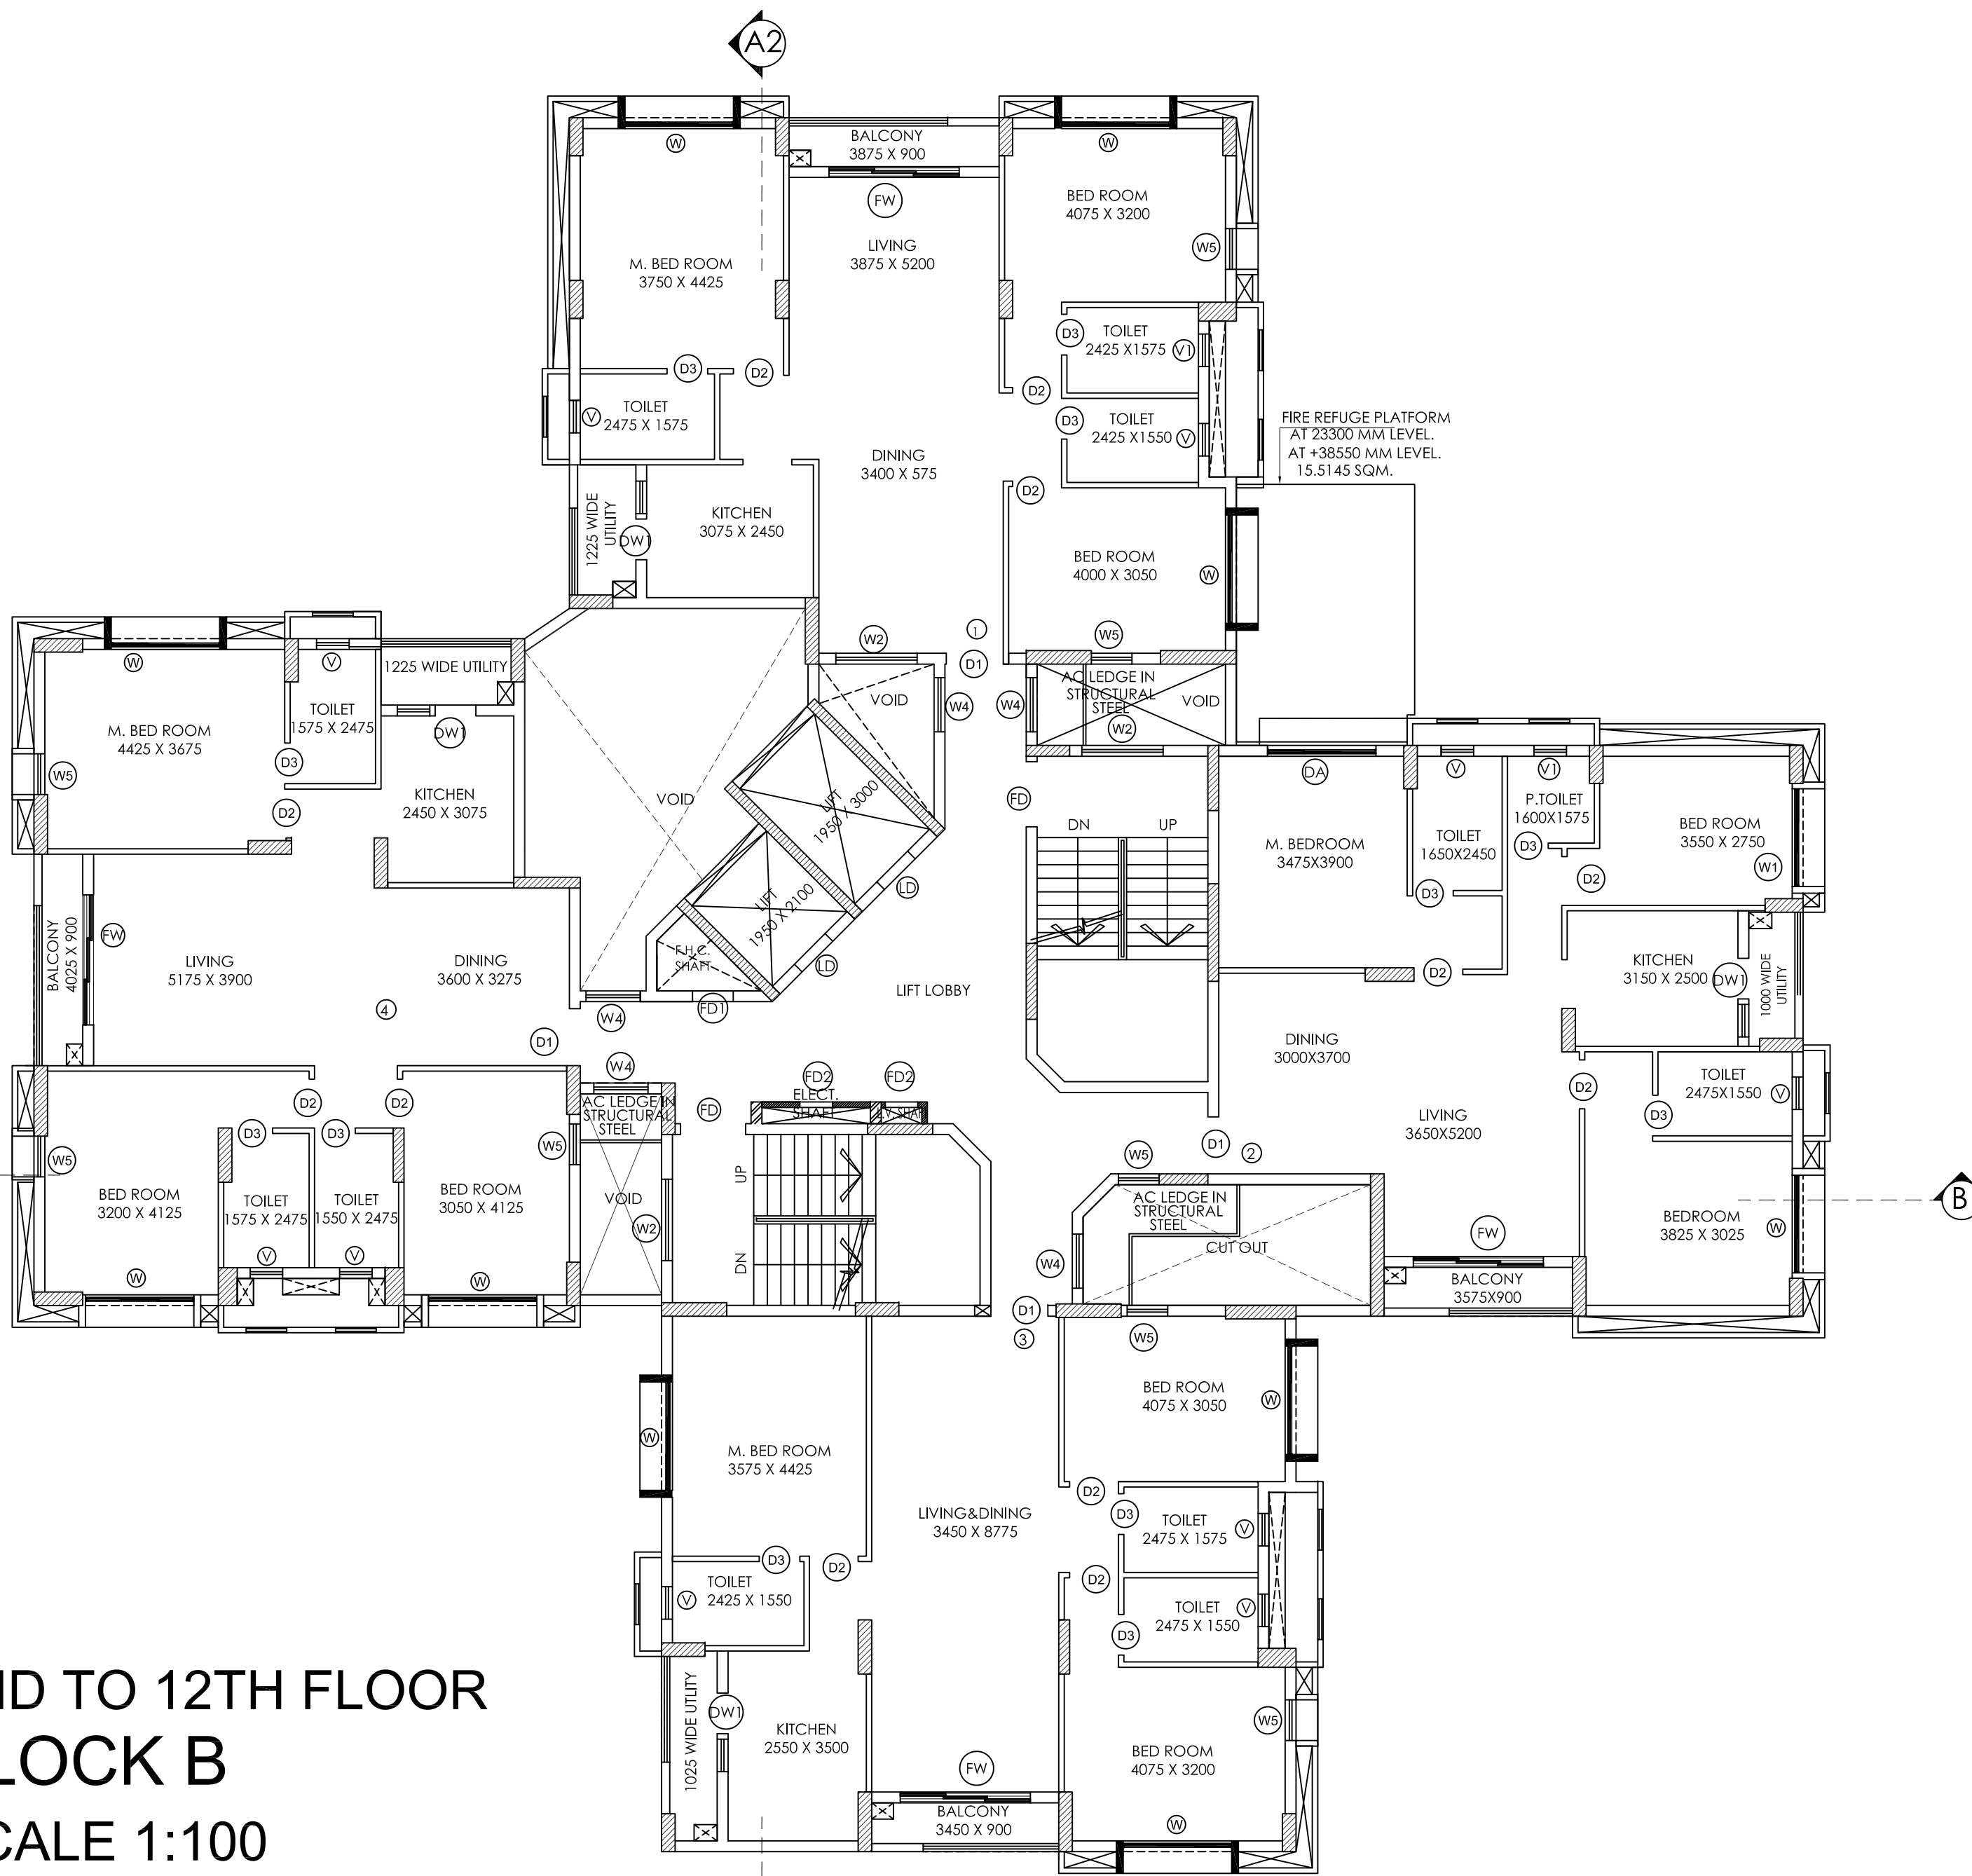 A2
BALCONY
3875 X 900
W
W
FW
BED ROOM
4075 X 3200
LIVING
3875 X 5200
W5
M. BED ROOM
3750 X 4425
D3
TOILET
2425 X1575
V1
D3
D2
D2
TOILET
2475 X 1575
V
D3
TOILET
2425 X1550
V
FIRE REFUGE PLATFORM
AT 23300 MM LEVEL.
AT +38550 MM LEVEL.
15.5145 SQM.
DINING
3400 X 575
D2
1225 WIDE
UTILITY
DW1
KITCHEN
3075 X 2450
BED ROOM
4000 X 3050
W
1
W2
D1
W5
W
V
1225 WIDE UTILITY
AC LEDGE IN
STRUCTURAL
STEEL
VOID
VOID
W4
W4
W2
TOILET
1575 X 2475
M. BED ROOM
4425 X 3675
DW1
D3
W5
D2
KITCHEN
2450 X 3075
VOID
LIFT
1950 X 3000
FD
DA
V
V1
P.TOILET
1600X1575
DN
UP
M. BEDROOM
3475X3900
TOILET
1650X2450
D3
BED ROOM
3550 X 2750
W1
D2
D3
LD
LIFT
1950 X 2100
BALCONY
4025 X 900
FW
LIVING
5175 X 3900
DINING
3600 X 3275
F.H.C.
SHAFT
LD
D2
KITCHEN
3150 X 2500
DW1
1000 WIDE
UTILITY
LIFT LOBBY
4
W4
FD1
D1
DINING
3000X3700
W4
FD2
FD2
ELECT.
SHAFT
D2
TOILET
2475X1550
V
D2
D2
AC LEDGE IN
STRUCTURAL
STEEL
FD
D3
LIVING
3650X5200
D3
D3
W5
W5
D1
2
W5
UP
BED ROOM
3200 X 4125
TOILET
1575 X 2475
TOILET
1550 X 2475
BED ROOM
3050 X 4125
VOID
W2
AC LEDGE IN
STRUCTURAL
STEEL
CUT OUT
B
BEDROOM
3825 X 3025
W
FW
V
V
W
W
DN
W4
BALCONY
3575X900
D1
3
W5
BED ROOM
4075 X 3050
W
W
M. BED ROOM
3575 X 4425
D2
LIVING&DINING
3450 X 8775
D3
TOILET
2475 X 1575
V
D3
D2
D2
TOILET
2425 X 1550
V
TOILET
2475 X 1550
V
D3
1025 WIDE UTLITY
DW1
KITCHEN
2550 X 3500
W5
BED ROOM
4075 X 3200
FW
BALCONY
3450 X 900
W
ND TO 12TH FLOOR
LOCK B
CALE 1:100